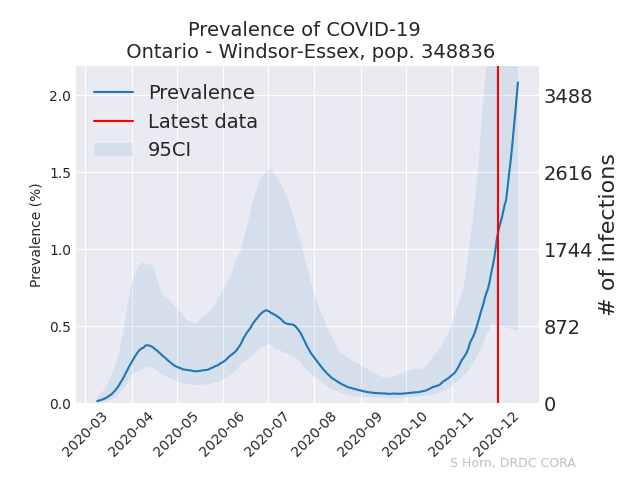 Prevalence of COVID-19
Ontario - Windsor-Essex, pop. 348836
Prevalence
Latest data
95CI
Prevalence (%)
2.0
1.5
1.0
0.5
0.0
3488
2616
1744
872
0
# of infections
2020-03
2020-04
2020-05
2020-06
2020-07
2020-08
2020-09
2020-10
2020-11
2020-12
S Horn, DRDC CORA